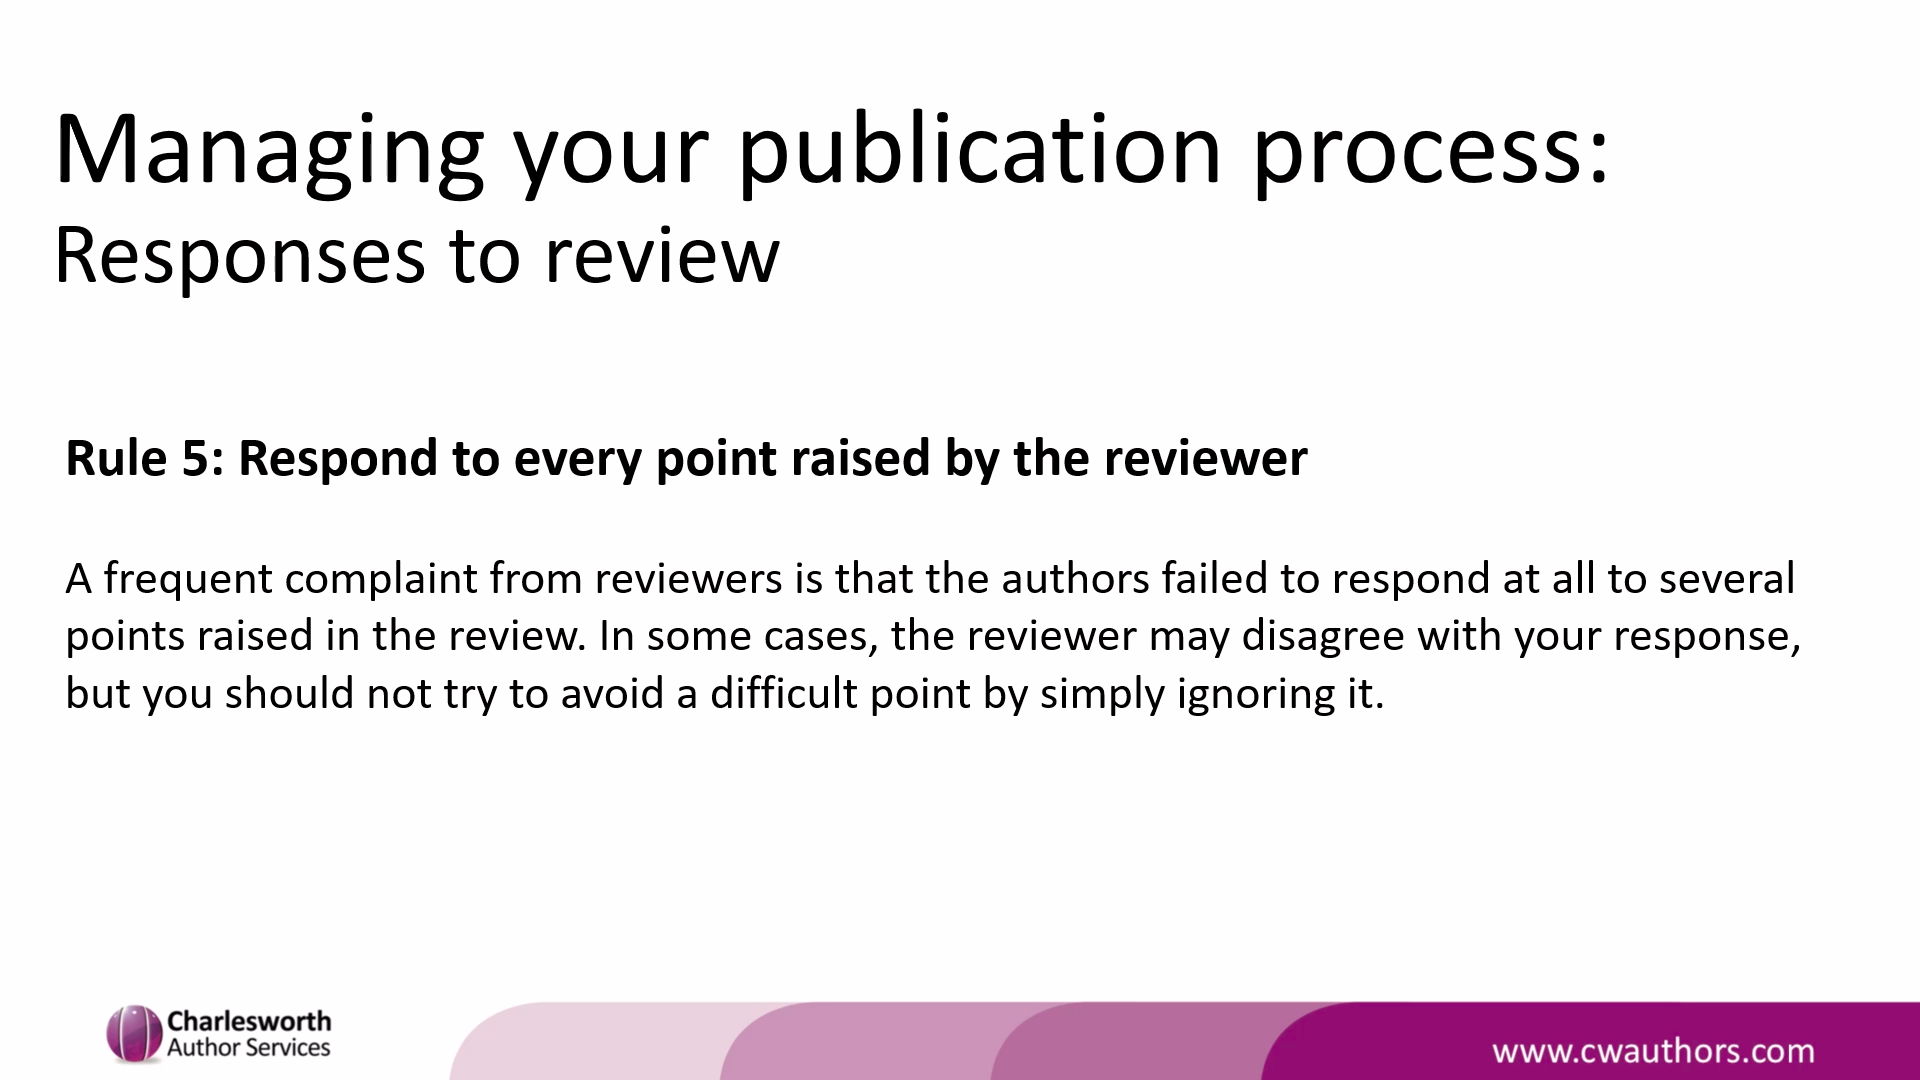 Managing your publication process:
Responses to review
Rule 5: Respond to every point raised by the reviewer
A frequent complaint from reviewers is that the authors failed to respond at all to several
points raised in the review. In some cases, the reviewer may disagree with your response,
but you should not try to avoid a difficult point by simply ignoring it.
Charlesworth
Author Services
www.cwauthors.com